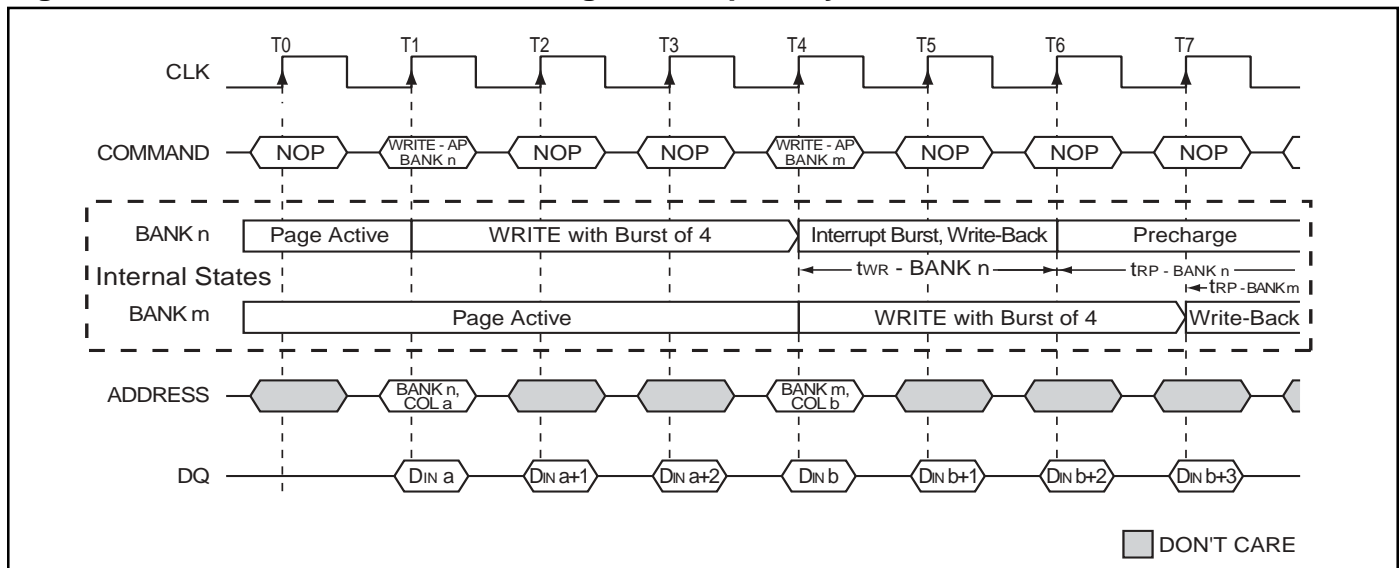 T0 T1 T2 T3 T4 T5 T6 T7
CLK
COMMAND NOP WRITE - AP BANK n NOP NOP WRITE - AP BANK m NOP NOP NOP
BANK n Page Active WRITE with Burst of 4 Interrupt Burst, Write-Back Precharge
tWR - BANK n tRP - BANK n
Internal States
tRP - BANK m
BANK m Page Active WRITE with Burst of 4 Write-Back
ADDRESS BANK n, COL a BANK m, COL b
DQ DIN a DIN a+1 DIN a+2 DIN b DIN b+1 DIN b+2 DIN b+3
DON'T CARE